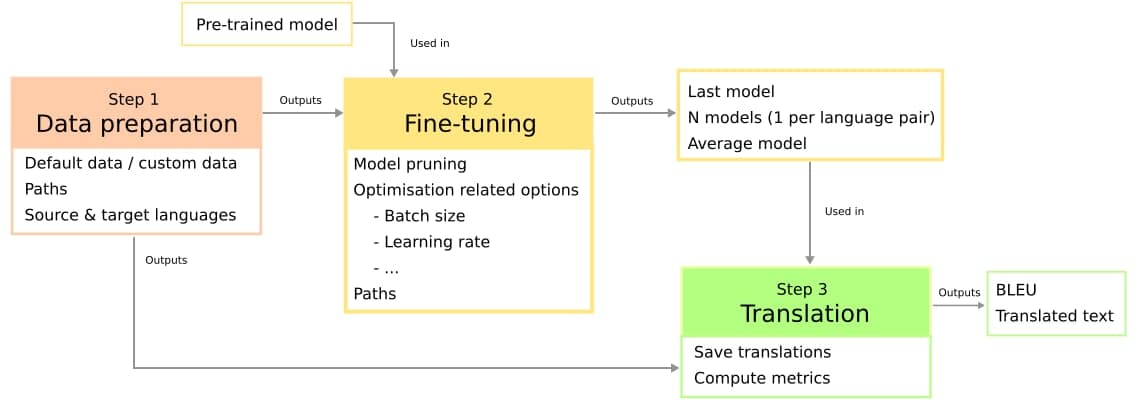 Pre-trained model
Used in
Step 1
Data preparation
Default data / custom data
Paths
Source & target languages
Outputs
Outputs
Step 2
Fine-tuning
Model pruning
Optimisation related options
- Batch size
- Learning rate
- ...
Paths
Outputs
Last model
N models (1 per language pair)
Average model
Used in
Step 3
Translation
Save translations
Compute metrics
Outputs
BLEU
Translated text